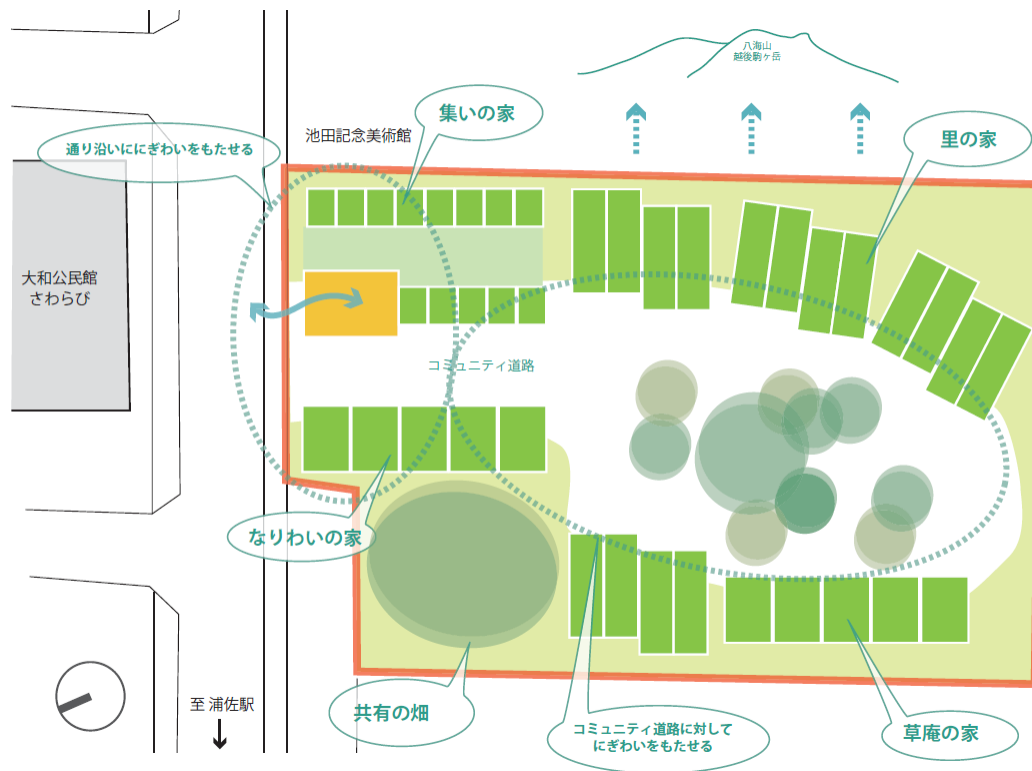 八海山
越後駒ヶ岳
集いの家
池田記念美術館
通り沿いににぎわいをもたせる
里の家
大和公民館
さわらび
コミュニティ道路
なりわいの家
至 浦佐駅
共有の畑
コミュニティ道路に対して
にぎわいをもたせる
草庵の家